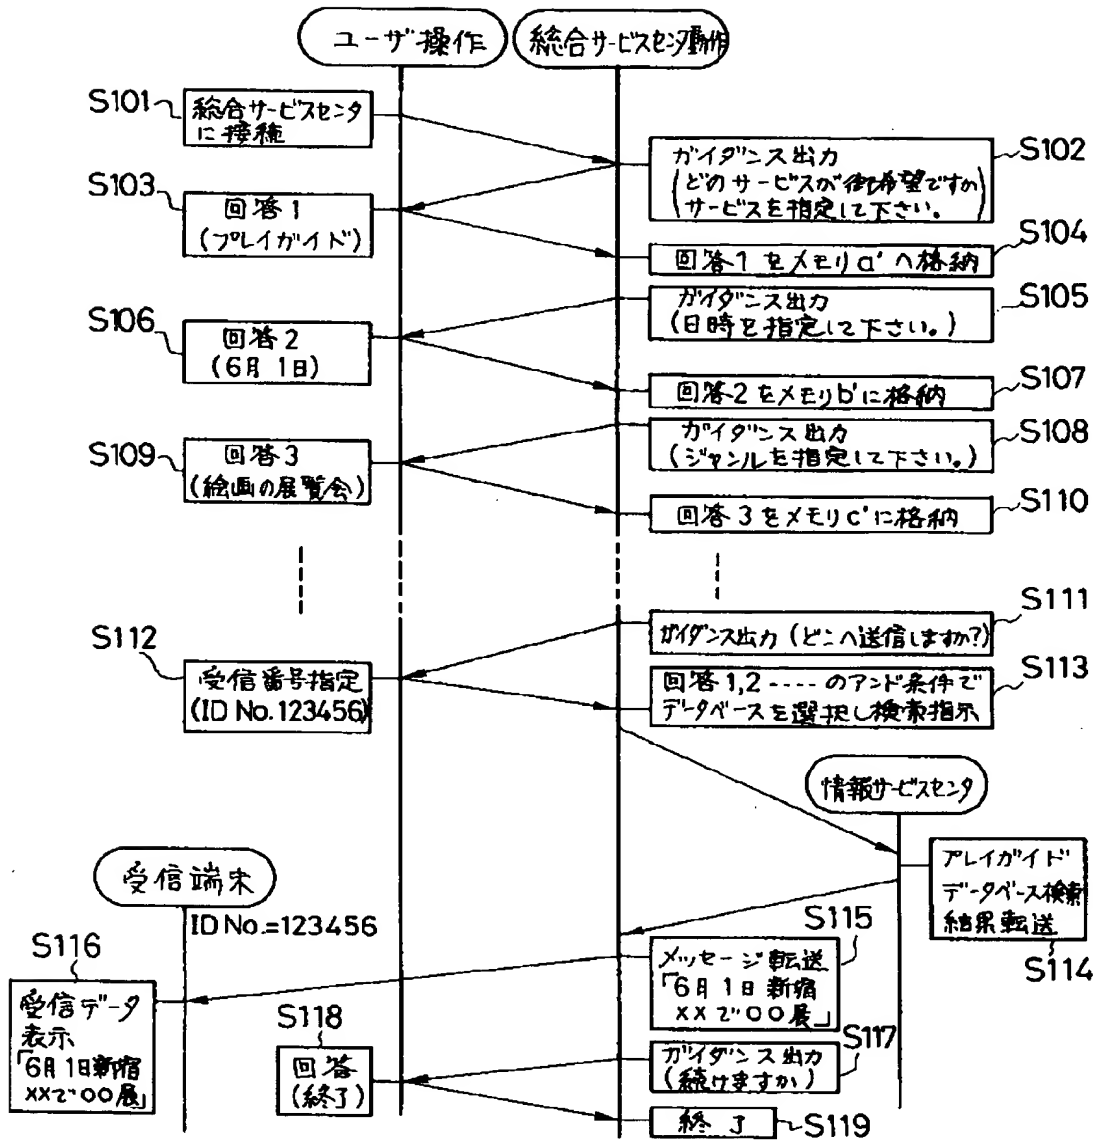 ユーザ操作
総合サービスセンタ動作
S101
総合サービスセンタ
に接種
S102
ガイダンス出力
(どのサービスが御希望ですか
サービスを指定して下さい。)
S103
回答1
(プレイガイド)
S104
回答1をメモリa'へ格納
S105
ガイダンス出力
(日時を指定して下さい。)
S106
回答2
(6月1日)
S107
回答2をメモリb'に格納
S108
ガイダンス出力
(ジャンルを指定して下さい。)
S109
回答3
(絵画の展覧会)
S110
回答3をメモリc'に格納
S111
ガイダンス出力(どこへ送信しますか?)
S112
受信番号指定
(ID No.123456)
S113
回答1,2----のアンド条件で
データベースを選択し検索指示
情報サービスセンタ
プレイガイド
データベース検索
結果転送
S114
受信端末
ID No.=123456
S115
メッセージ転送
「6月1日新宿
××で○○展」
S116
受信データ
表示
「6月1日新宿
××で○○展」
S117
ガイダンス出力
(続けますか)
S118
回答
(終了)
終了
S119